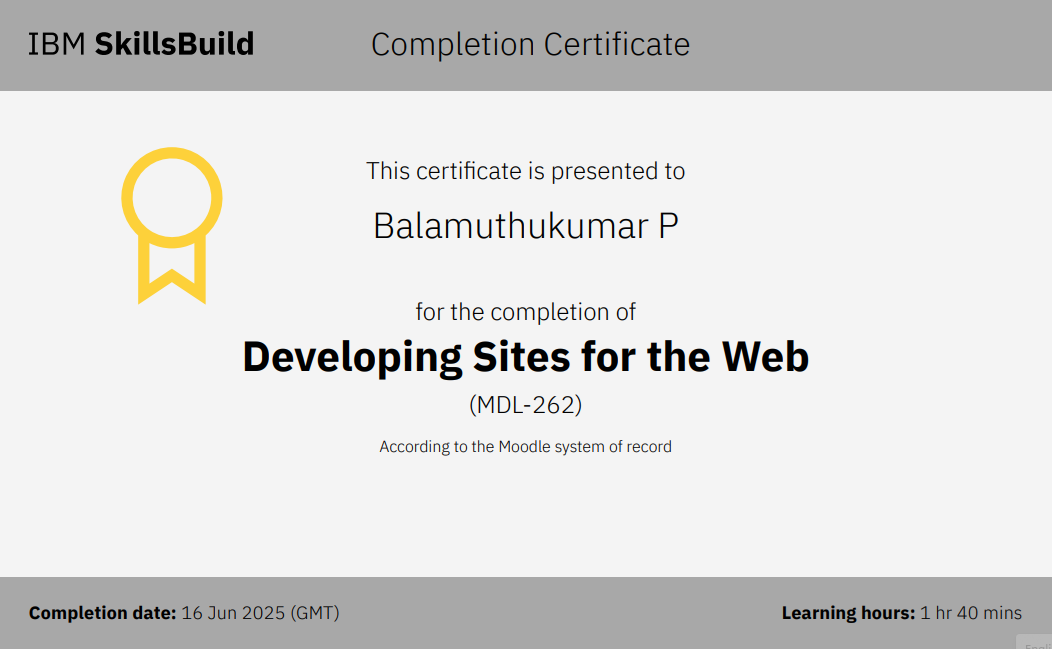 IBM SkillsBuild
Completion Certificate
This certificate is presented to
Balamuthukumar P
for the completion of
Developing Sites for the Web
(MDL-262)
According to the Moodle system of record
Completion date: 16 Jun 2025 (GMT)
Learning hours: 1 hr 40 mins